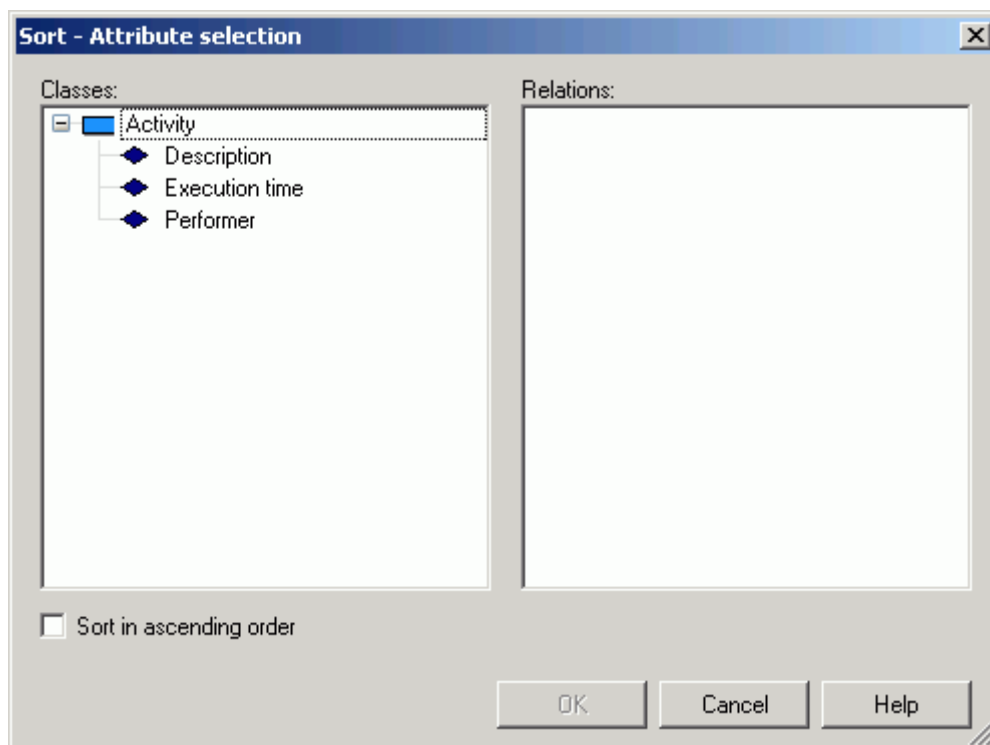 Sort - Attribute selection
Classes:
Relations:
Activity
Description
Execution time
Performer
Sort in ascending order
OK
Cancel
Help